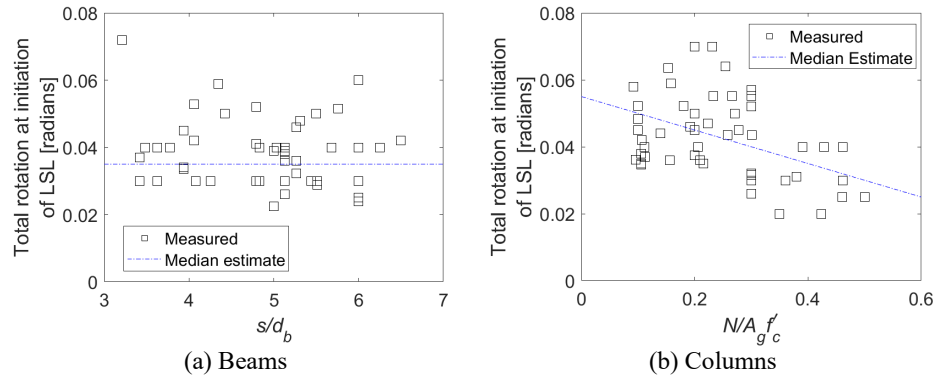 Total rotation at initiation
of LSL [radians]
0.08
0.06
0.04
0.02
0
Measured
Median estimate
3
4
5
6
7
s/d_b
(a) Beams
Total rotation at initiation
of LSL [radians]
0.08
0.06
0.04
0.02
0
Measured
Median Estimate
0
0.2
0.4
0.6
N/A_g f'_c
(b) Columns